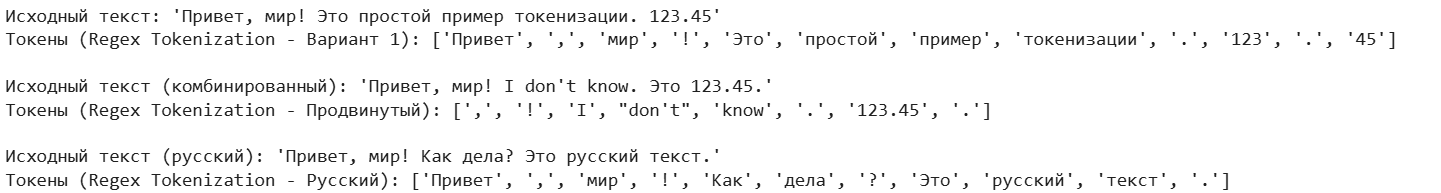 Исходный текст: 'Привет, мир! Это простой пример токенизации. 123.45'
Токены (Regex Tokenization - Вариант 1): ['Привет', ',', 'мир', '!', 'Это', 'простой', 'пример', 'токенизации', '.', '123', '.', '45']
Исходный текст (комбинированный): 'Привет, мир! I don't know. Это 123.45.'
Токены (Regex Tokenization - Продвинутый): [',', '!', 'I', "don't", 'know', '.', '123.45', '.']
Исходный текст (русский): 'Привет, мир! Как дела? Это русский текст.'
Токены (Regex Tokenization - Русский): ['Привет', ',', 'мир', '!', 'Как', 'дела', '?', 'Это', 'русский', 'текст', '.']